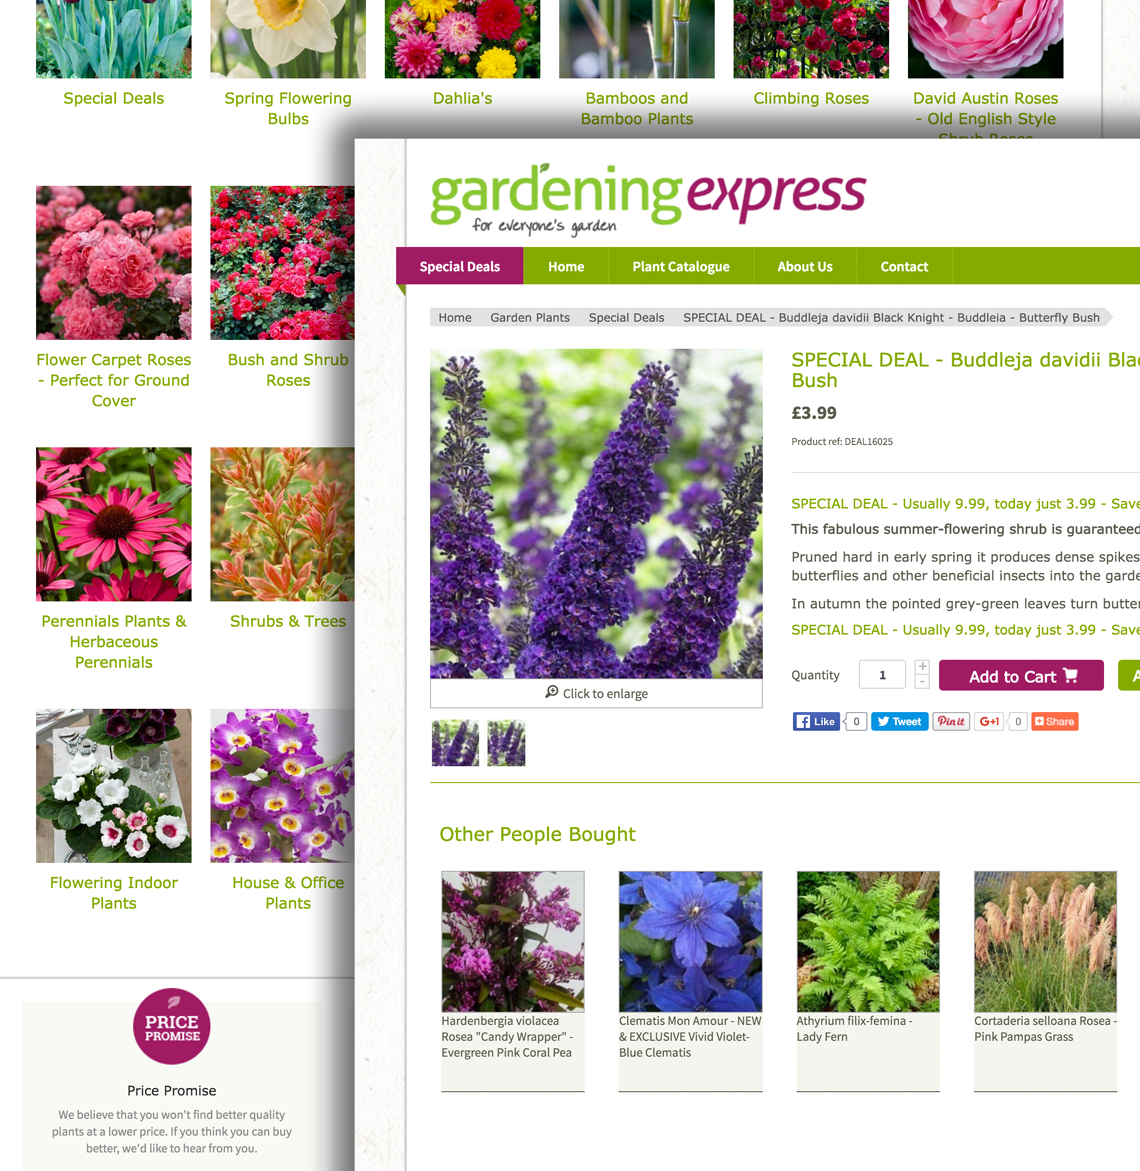 Special Deals
Spring Flowering
Bulbs
Dahlia's
Bamboos and
Bamboo Plants
Climbing Roses
David Austin Roses
- Old English Style
Shrub Roses
Flower Carpet Roses
- Perfect for Ground
Cover
Bush and Shrub
Roses
Perennials Plants &
Herbaceous
Perennials
Shrubs & Trees
Flowering Indoor
Plants
House & Office
Plants
PRICE
PROMISE
Price Promise
We believe that you won't find better quality
plants at a lower price. If you think you can buy
better, we'd like to hear from you.
gardening express
for everyone's garden
Special Deals
Home
Plant Catalogue
About Us
Contact
Home
Garden Plants
Special Deals
SPECIAL DEAL - Buddleja davidii Black Knight - Buddleia - Butterfly Bush
Click to enlarge
SPECIAL DEAL - Buddleja davidii Blac
Bush
£3.99
Product ref: DEAL16025
SPECIAL DEAL - Usually 9.99, today just 3.99 - Save
This fabulous summer-flowering shrub is guaranteed
Pruned hard in early spring it produces dense spikes
butterflies and other beneficial insects into the garde
In autumn the pointed grey-green leaves turn butter
SPECIAL DEAL - Usually 9.99, today just 3.99 - Save
Quantity
1
+
-
Add to Cart
A
Like
0
Tweet
Pin it
G+1
0
Share
Other People Bought
Hardenbergia violacea
Rosea "Candy Wrapper" -
Evergreen Pink Coral Pea
Clematis Mon Amour - NEW
& EXCLUSIVE Vivid Violet-
Blue Clematis
Athyrium filix-femina -
Lady Fern
Cortaderia selloana Rosea -
Pink Pampas Grass